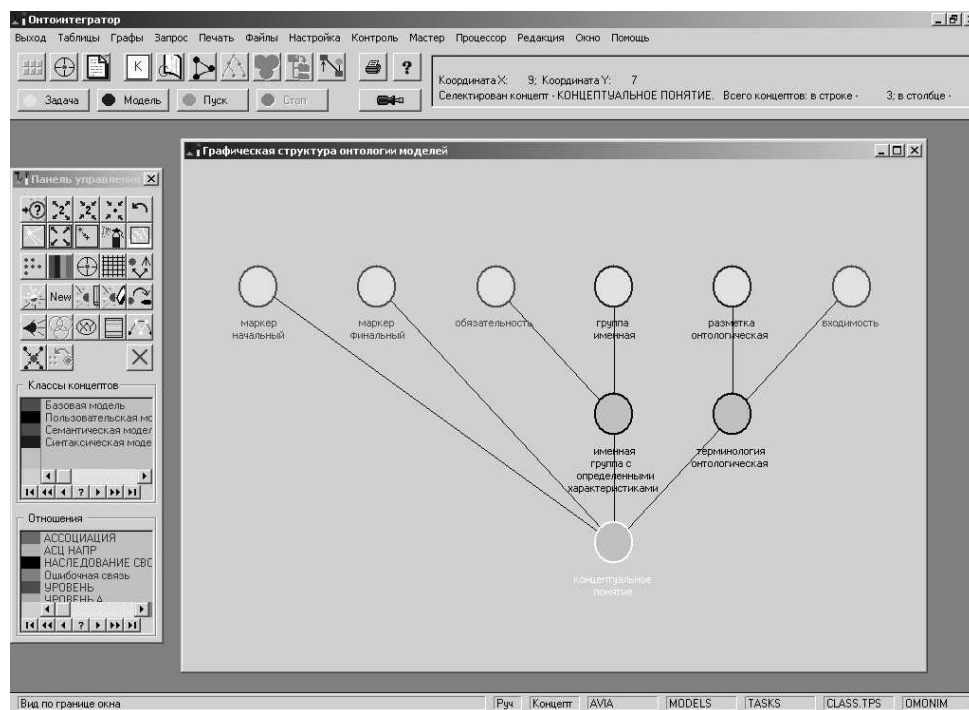 Онтоинтегратор
Выход Таблицы Графы Запрос Печать Файлы Настройка Контроль Мастер Процессор Редакция Окно Помощь
K
?
Координата X: 9; Координата Y: 7
Задача Модель Пуск Стоп
Селектирован концепт - КОНЦЕПТУАЛЬНОЕ ПОНЯТИЕ. Всего концептов: в строке - 3; в столбце -
Графическая структура онтологии моделей
Панель управления
New
Классы концептов
Базовая модель
Пользовательская мо
Семантическая модел
Синтаксическая моде
?
Отношения
АССОЦИАЦИЯ
АСЦ НАПР
НАСЛЕДОВАНИЕ СВС
Ошибочная связь
УРОВЕНЬ
УРОВЕНЬ А
?
маркер
начальный
маркер
финальный
обязательность
группа
именная
разметка
онтологическая
входимость
именная
группа с
определенными
характеристиками
терминология
онтологическая
концептуальное
понятие
Вид по границе окна Руч Концепт AVIA MODELS TASKS CLASS.TPS OMONIM